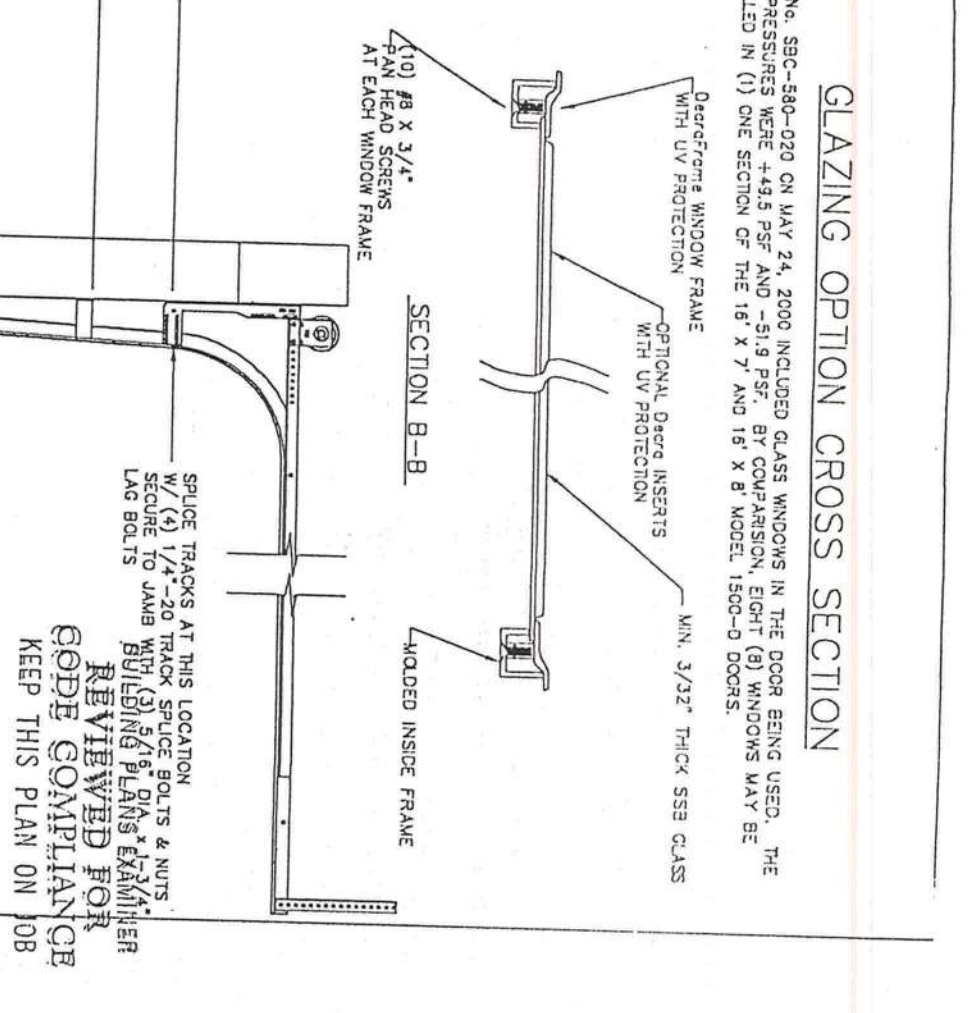 GLAZING OPTION CROSS SECTION
No. SBC-580-020 ON MAY 24, 2000 INCLUDED GLASS WINDOWS IN THE DOOR BEING USED. THE
PRESSURES WERE +49.5 PSF AND -51.9 PSF. BY COMPARISION, EIGHT (8) WINDOWS MAY BE
LLED IN (1) ONE SECTION OF THE 16' X 7' AND 16' X 8' MODEL 1500-D DOORS.
MIN. 3/32" THICK SSB GLASS
OPTIONAL Decra INSERTS
WITH UV PROTECTION
DecraFrame WINDOW FRAME
WITH UV PROTECTION
(10) #8 X 3/4"
PAN HEAD SCREWS
AT EACH WINDOW FRAME
MOLDED INSIDE FRAME
SECTION B-B
SPLICE TRACKS AT THIS LOCATION
W/ (4) 1/4"-20 TRACK SPLICE BOLTS & NUTS
SECURE TO JAMB WITH (3) 5/16" DIA. x 1-3/4"
LAG BOLTS
BUILDING PLANS EXAMINER
REVIEWED FOR
CODE COMPLIANCE
KEEP THIS PLAN ON JOB